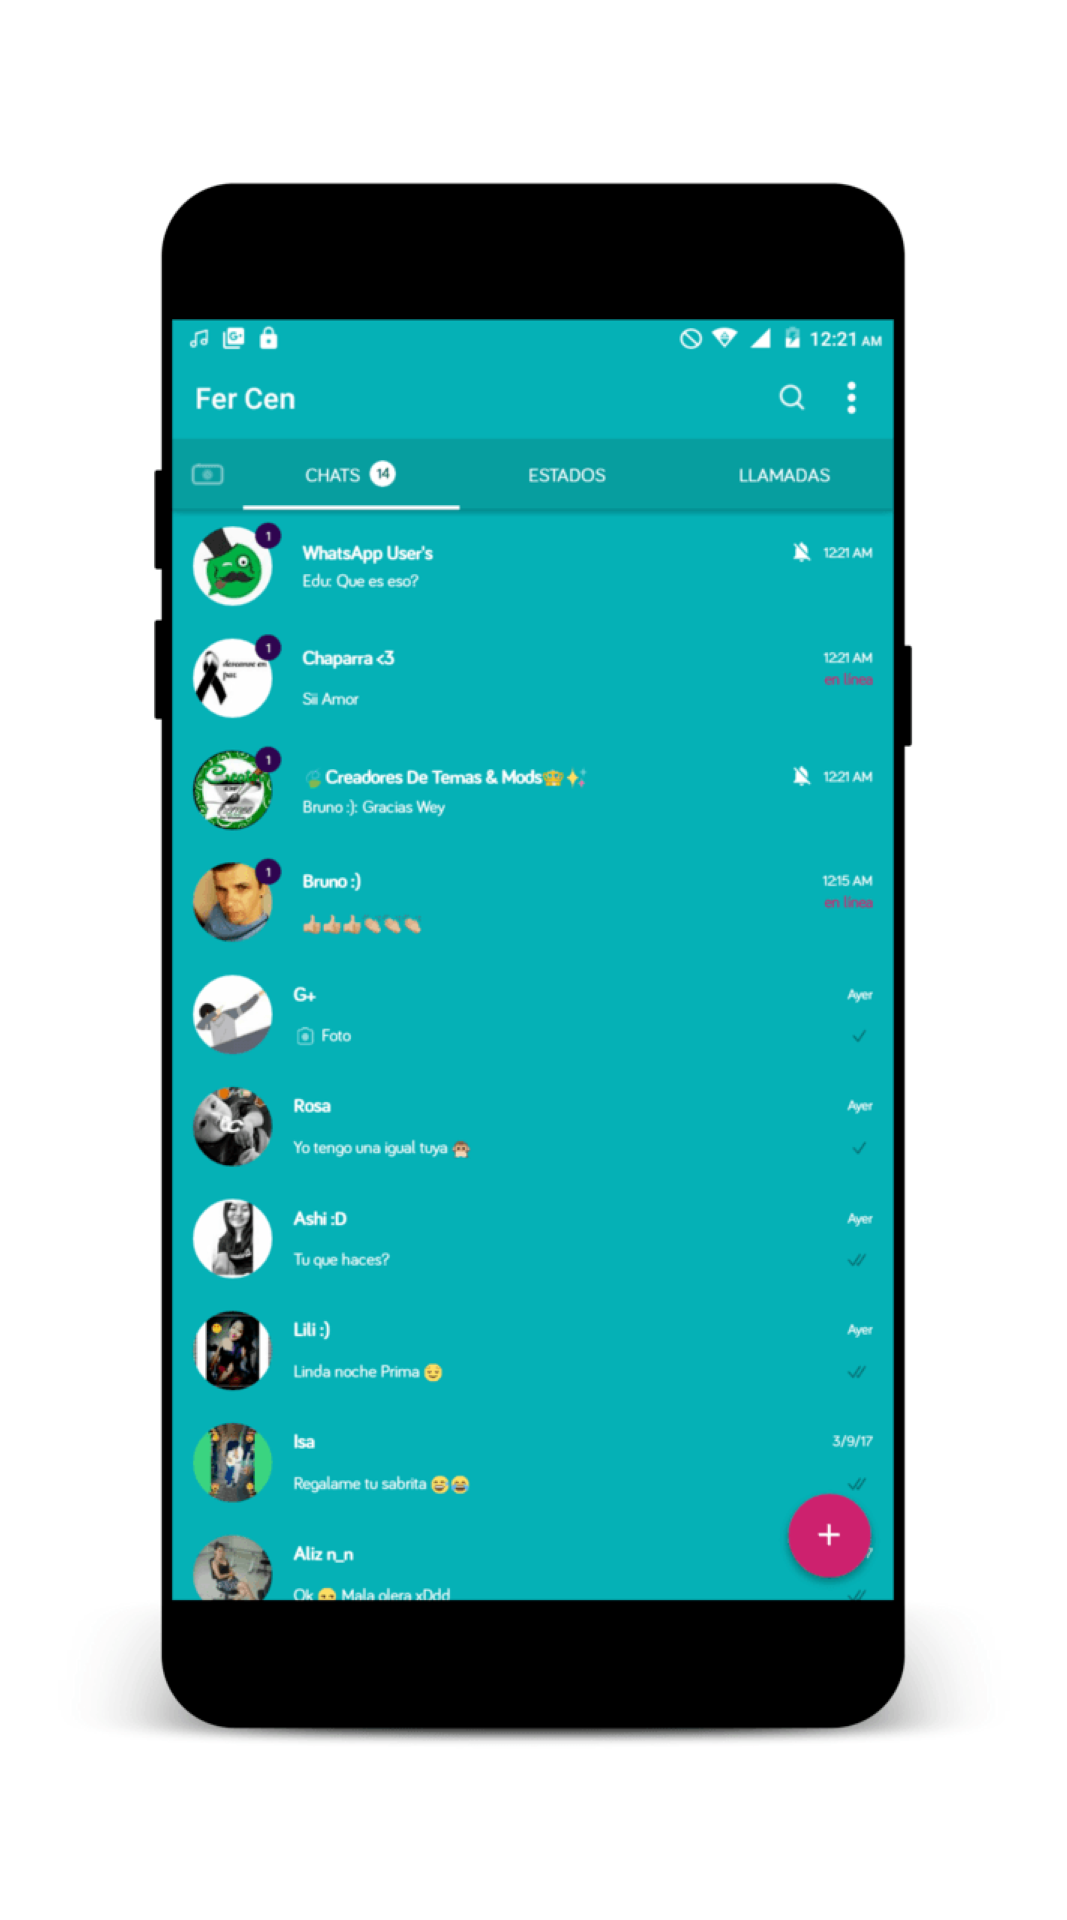 12:21 AM
Fer Cen
CHATS 14
ESTADOS
LLAMADAS
1
WhatsApp User's
12:21 AM
Edu: Que es eso?
1
descanse en
paz
Chaparra <3
12:21 AM
en línea
Sii Amor
1
Creadores De Temas & Mods
12:21 AM
Bruno :): Gracias Wey
1
Bruno :)
12:15 AM
en línea
👍👍👍👏👏👏
G+
Ayer
Foto
Rosa
Ayer
Yo tengo una igual tuya 🙊
Ashi :D
Ayer
Tu que haces?
Lili :)
Ayer
Linda noche Prima 😏
Isa
3/9/17
Regalame tu sabrita 😅😂
Aliz n_n
Ok 😒 Mala olera xDdd